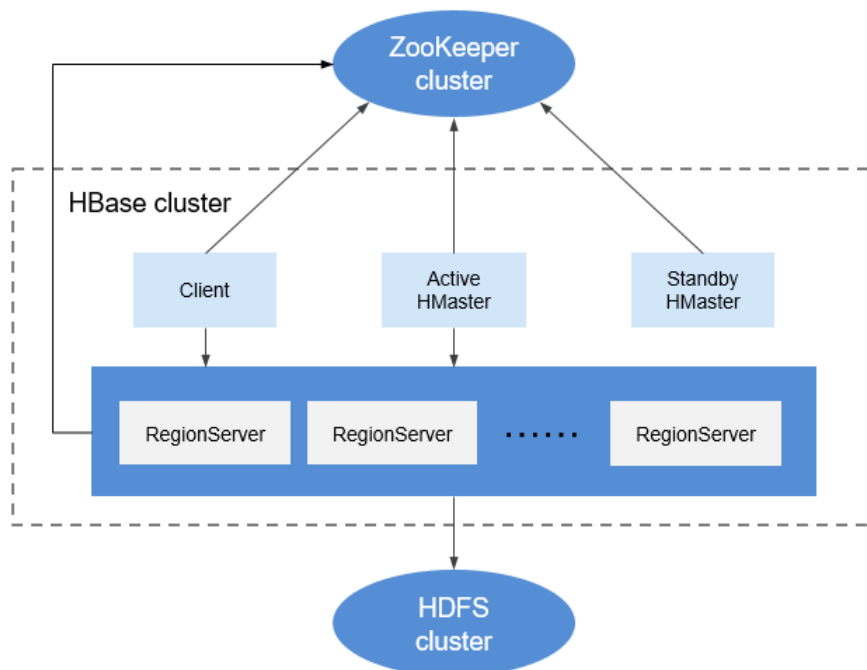 ZooKeeper
cluster
HBase cluster
Client
Active
HMaster
Standby
HMaster
RegionServer
RegionServer
······
RegionServer
HDFS
cluster